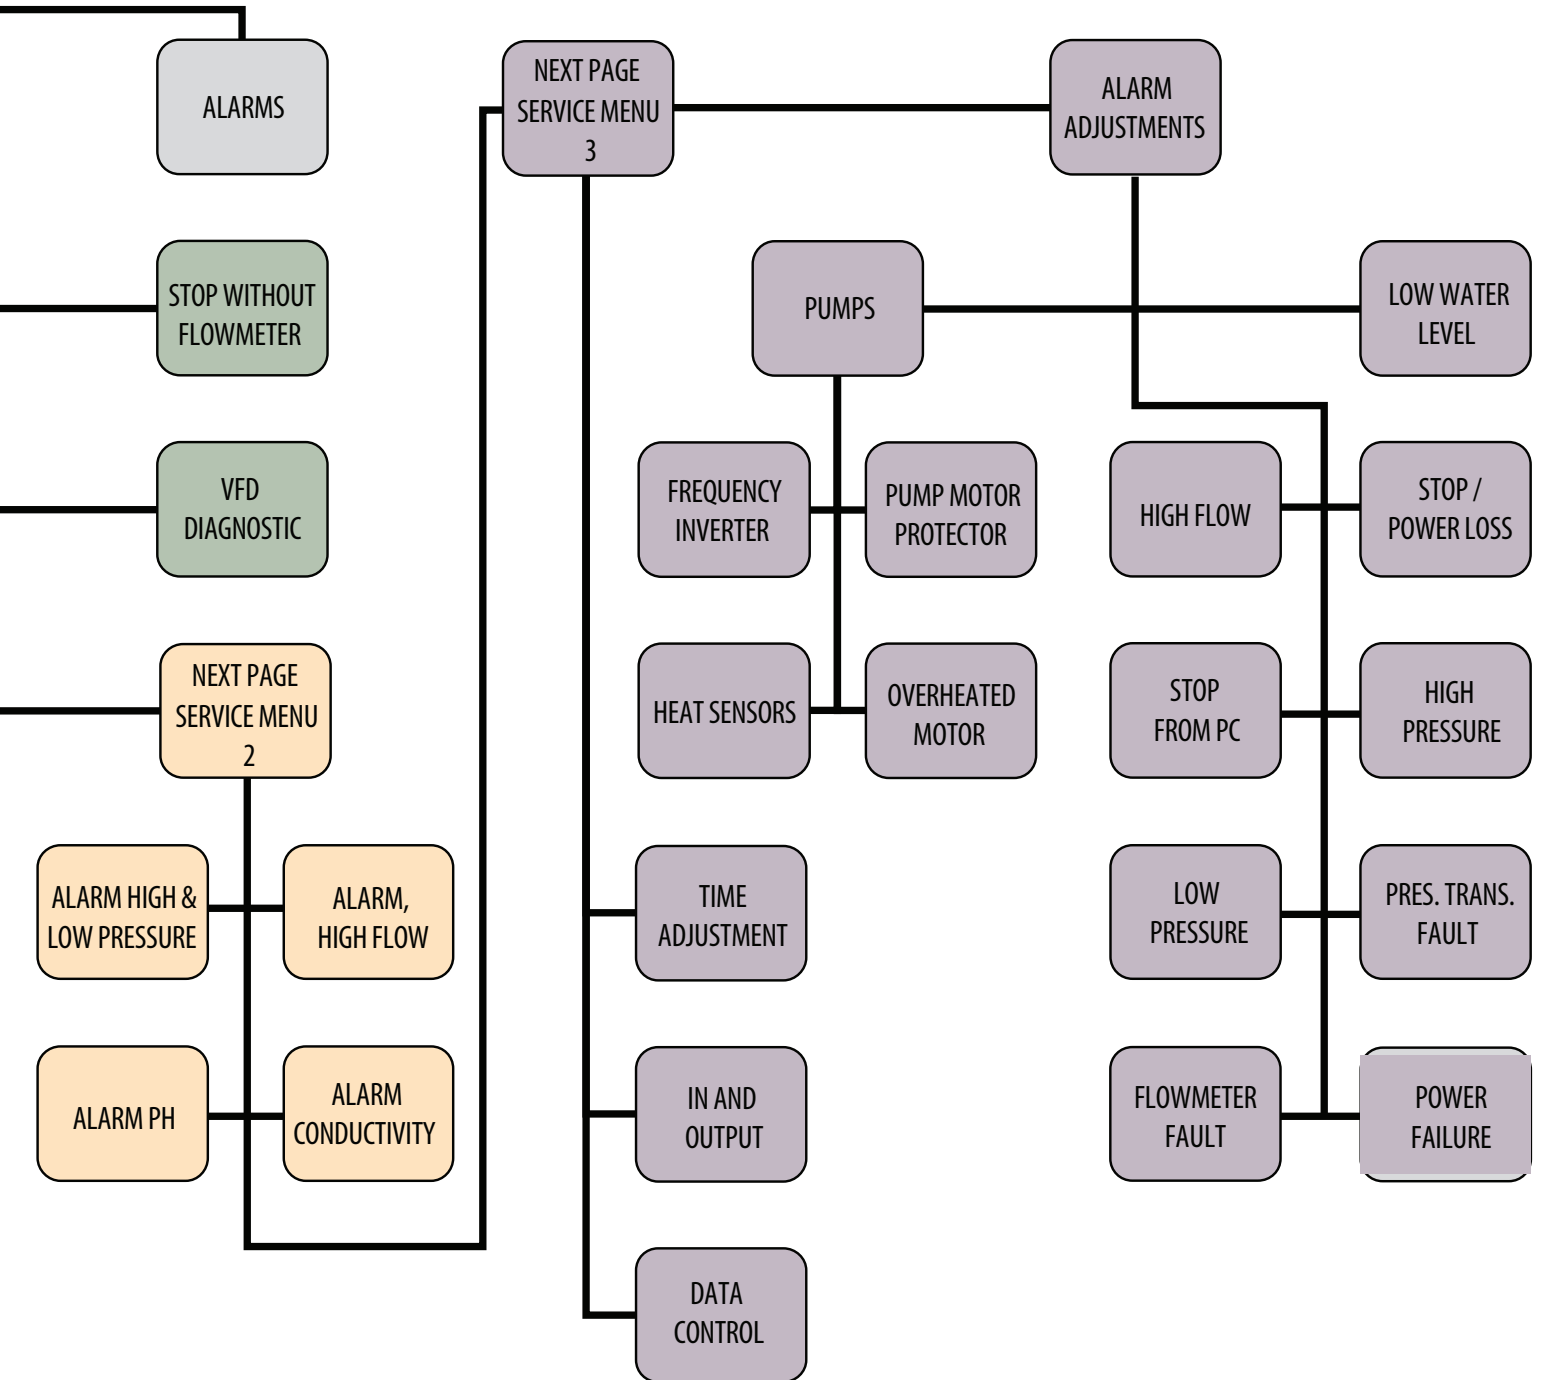 ALARMS
STOP WITHOUT
FLOWMETER
VFD
DIAGNOSTIC
NEXT PAGE
SERVICE MENU
2
ALARM HIGH &
LOW PRESSURE
ALARM,
HIGH FLOW
ALARM PH
ALARM
CONDUCTIVITY
NEXT PAGE
SERVICE MENU
3
ALARM
ADJUSTMENTS
PUMPS
LOW WATER
LEVEL
FREQUENCY
INVERTER
PUMP MOTOR
PROTECTOR
HEAT SENSORS
OVERHEATED
MOTOR
HIGH FLOW
STOP /
POWER LOSS
STOP
FROM PC
HIGH
PRESSURE
LOW
PRESSURE
PRES. TRANS.
FAULT
FLOWMETER
FAULT
POWER
FAILURE
TIME
ADJUSTMENT
IN AND
OUTPUT
DATA
CONTROL